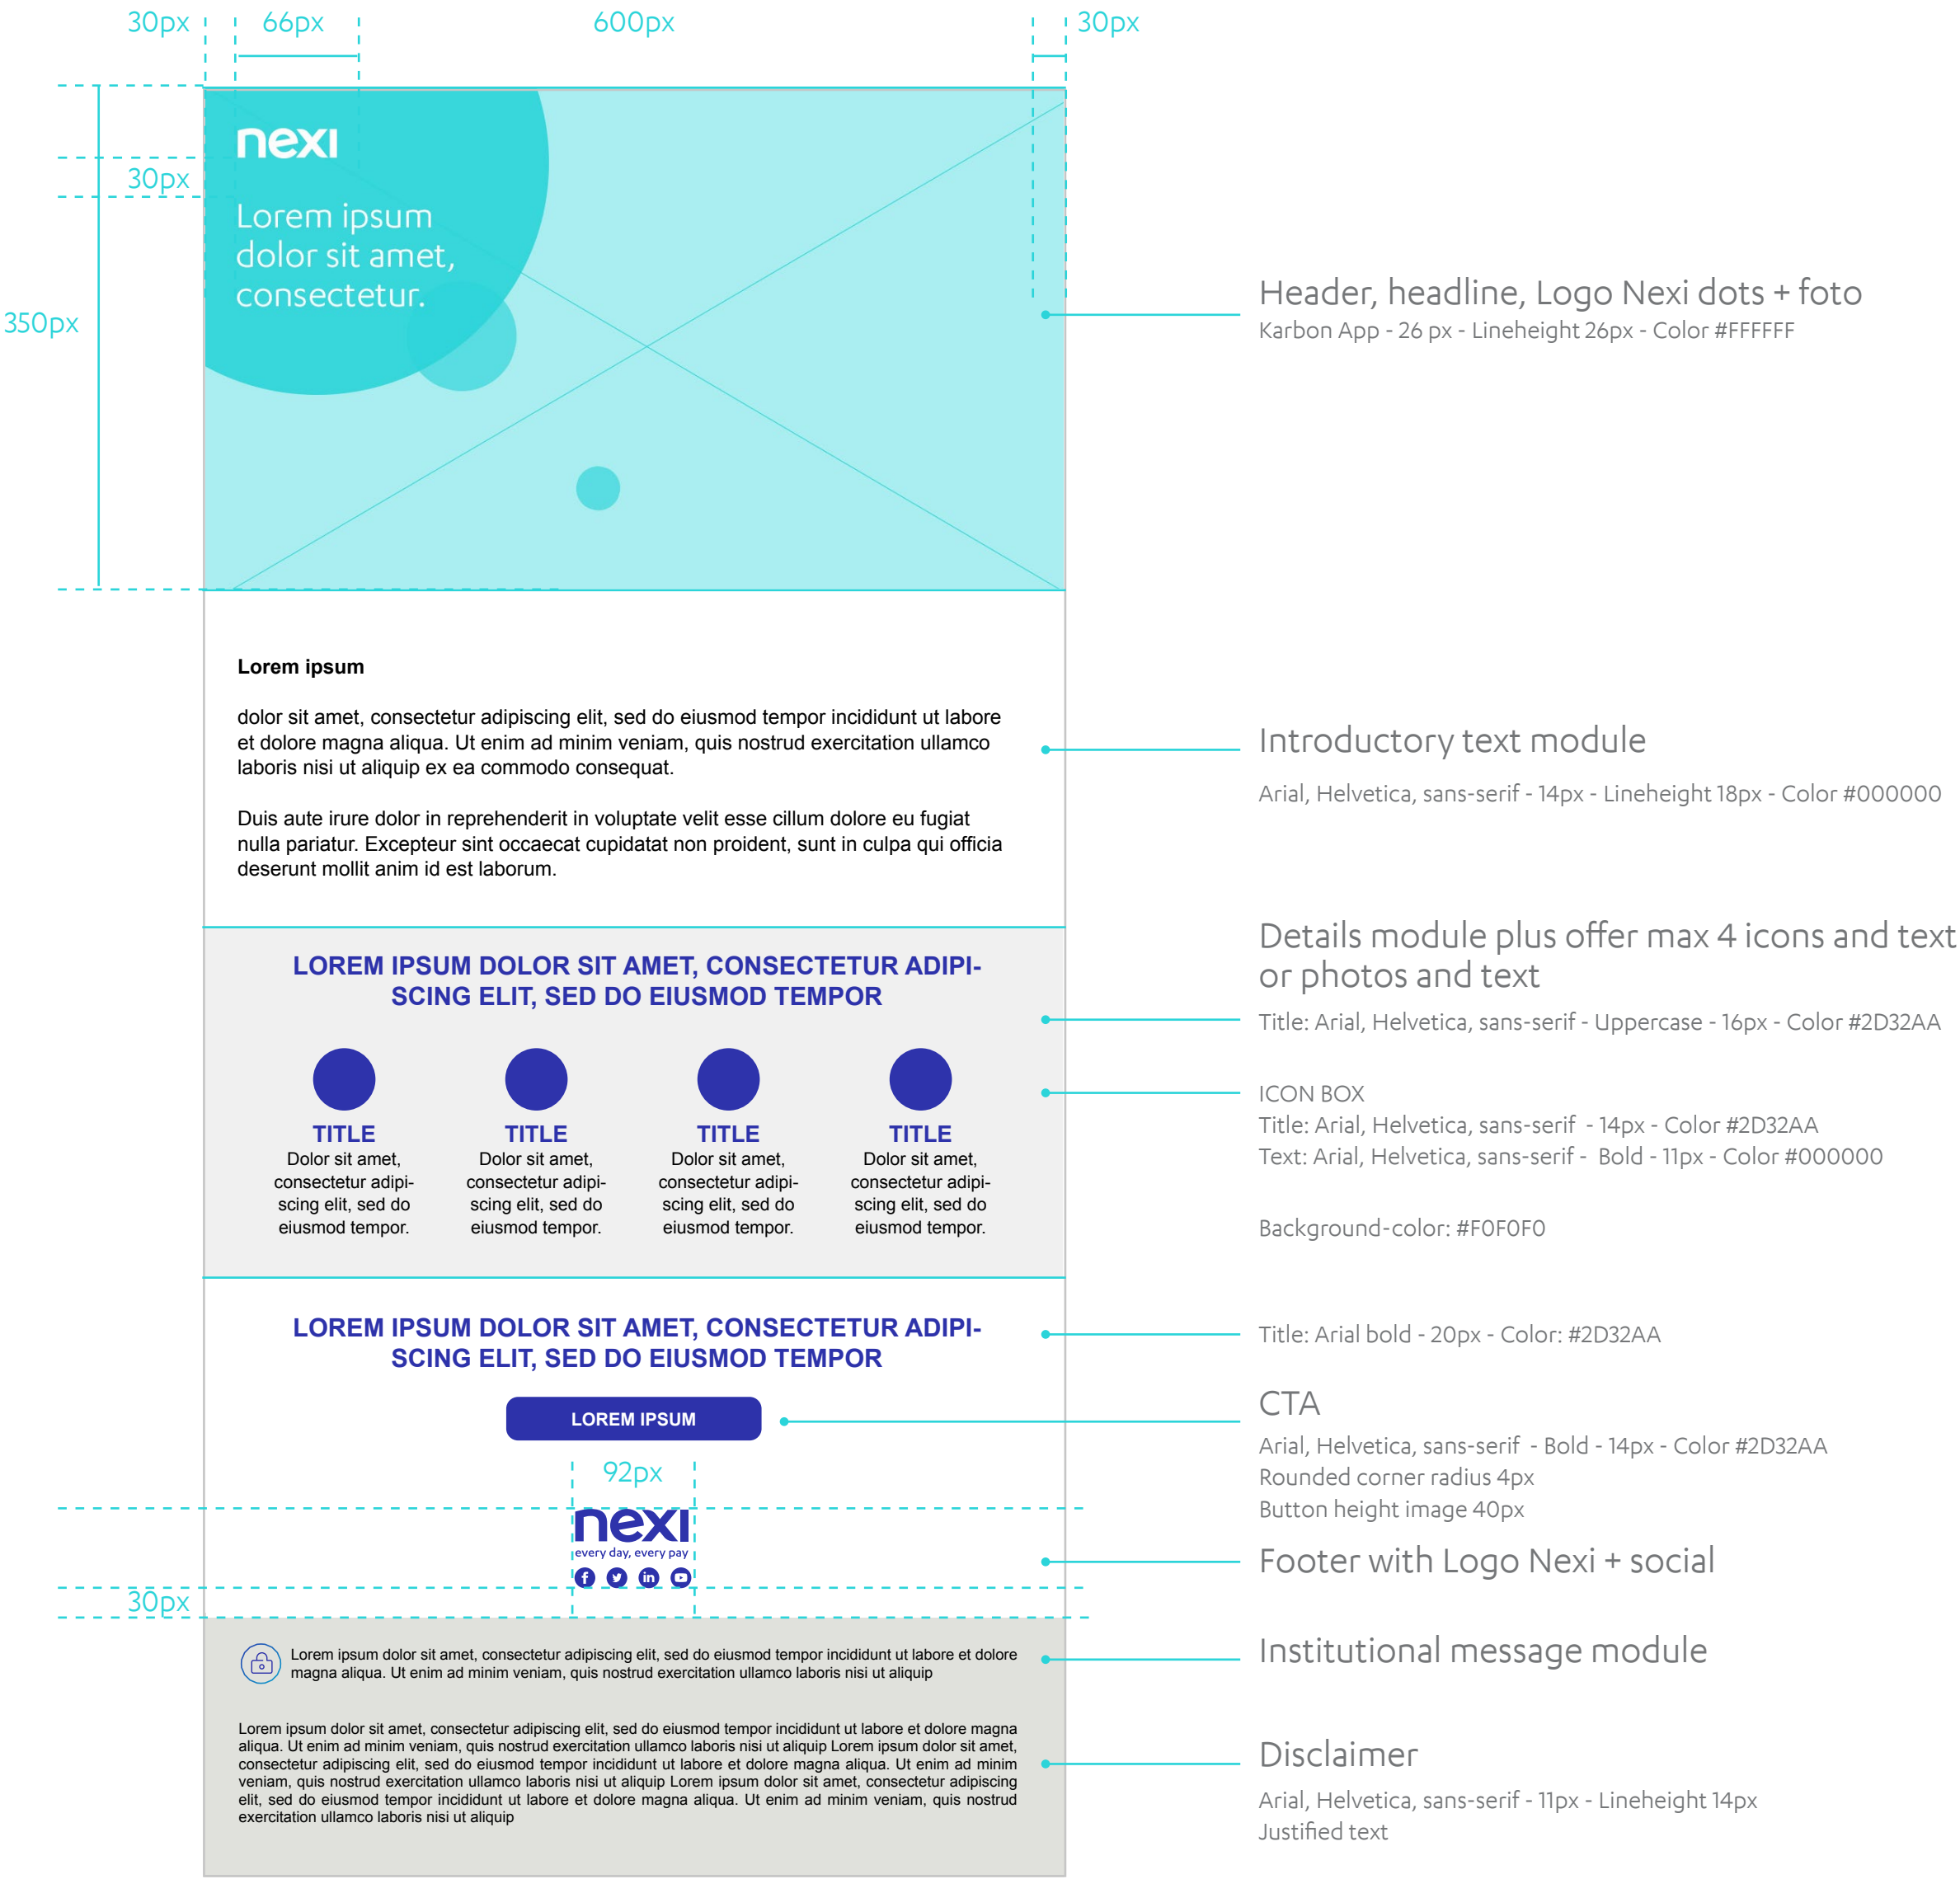 30px 66px 600px 30px
nexi
30px
Lorem ipsum
dolor sit amet,
consectetur.
350px
Header, headline, Logo Nexi dots + foto
Karbon App - 26 px - Lineheight 26px - Color #FFFFFF
Lorem ipsum
dolor sit amet, consectetur adipiscing elit, sed do eiusmod tempor incididunt ut labore
et dolore magna aliqua. Ut enim ad minim veniam, quis nostrud exercitation ullamco
laboris nisi ut aliquip ex ea commodo consequat.
Duis aute irure dolor in reprehenderit in voluptate velit esse cillum dolore eu fugiat
nulla pariatur. Excepteur sint occaecat cupidatat non proident, sunt in culpa qui officia
deserunt mollit anim id est laborum.
Introductory text module
Arial, Helvetica, sans-serif - 14px - Lineheight 18px - Color #000000
LOREM IPSUM DOLOR SIT AMET, CONSECTETUR ADIPI-
SCING ELIT, SED DO EIUSMOD TEMPOR
Details module plus offer max 4 icons and text
or photos and text
Title: Arial, Helvetica, sans-serif - Uppercase - 16px - Color #2D32AA
TITLE
Dolor sit amet,
consectetur adipi-
scing elit, sed do
eiusmod tempor.
TITLE
Dolor sit amet,
consectetur adipi-
scing elit, sed do
eiusmod tempor.
TITLE
Dolor sit amet,
consectetur adipi-
scing elit, sed do
eiusmod tempor.
TITLE
Dolor sit amet,
consectetur adipi-
scing elit, sed do
eiusmod tempor.
ICON BOX
Title: Arial, Helvetica, sans-serif - 14px - Color #2D32AA
Text: Arial, Helvetica, sans-serif - Bold - 11px - Color #000000
Background-color: #F0F0F0
LOREM IPSUM DOLOR SIT AMET, CONSECTETUR ADIPI-
SCING ELIT, SED DO EIUSMOD TEMPOR
Title: Arial bold - 20px - Color: #2D32AA
LOREM IPSUM
CTA
Arial, Helvetica, sans-serif - Bold - 14px - Color #2D32AA
Rounded corner radius 4px
Button height image 40px
92px
nexi
every day, every pay
f in
Footer with Logo Nexi + social
30px
Lorem ipsum dolor sit amet, consectetur adipiscing elit, sed do eiusmod tempor incididunt ut labore et dolore
magna aliqua. Ut enim ad minim veniam, quis nostrud exercitation ullamco laboris nisi ut aliquip
Institutional message module
Lorem ipsum dolor sit amet, consectetur adipiscing elit, sed do eiusmod tempor incididunt ut labore et dolore magna
aliqua. Ut enim ad minim veniam, quis nostrud exercitation ullamco laboris nisi ut aliquip Lorem ipsum dolor sit amet,
consectetur adipiscing elit, sed do eiusmod tempor incididunt ut labore et dolore magna aliqua. Ut enim ad minim
veniam, quis nostrud exercitation ullamco laboris nisi ut aliquip Lorem ipsum dolor sit amet, consectetur adipiscing
elit, sed do eiusmod tempor incididunt ut labore et dolore magna aliqua. Ut enim ad minim veniam, quis nostrud
exercitation ullamco laboris nisi ut aliquip
Disclaimer
Arial, Helvetica, sans-serif - 11px - Lineheight 14px
Justified text